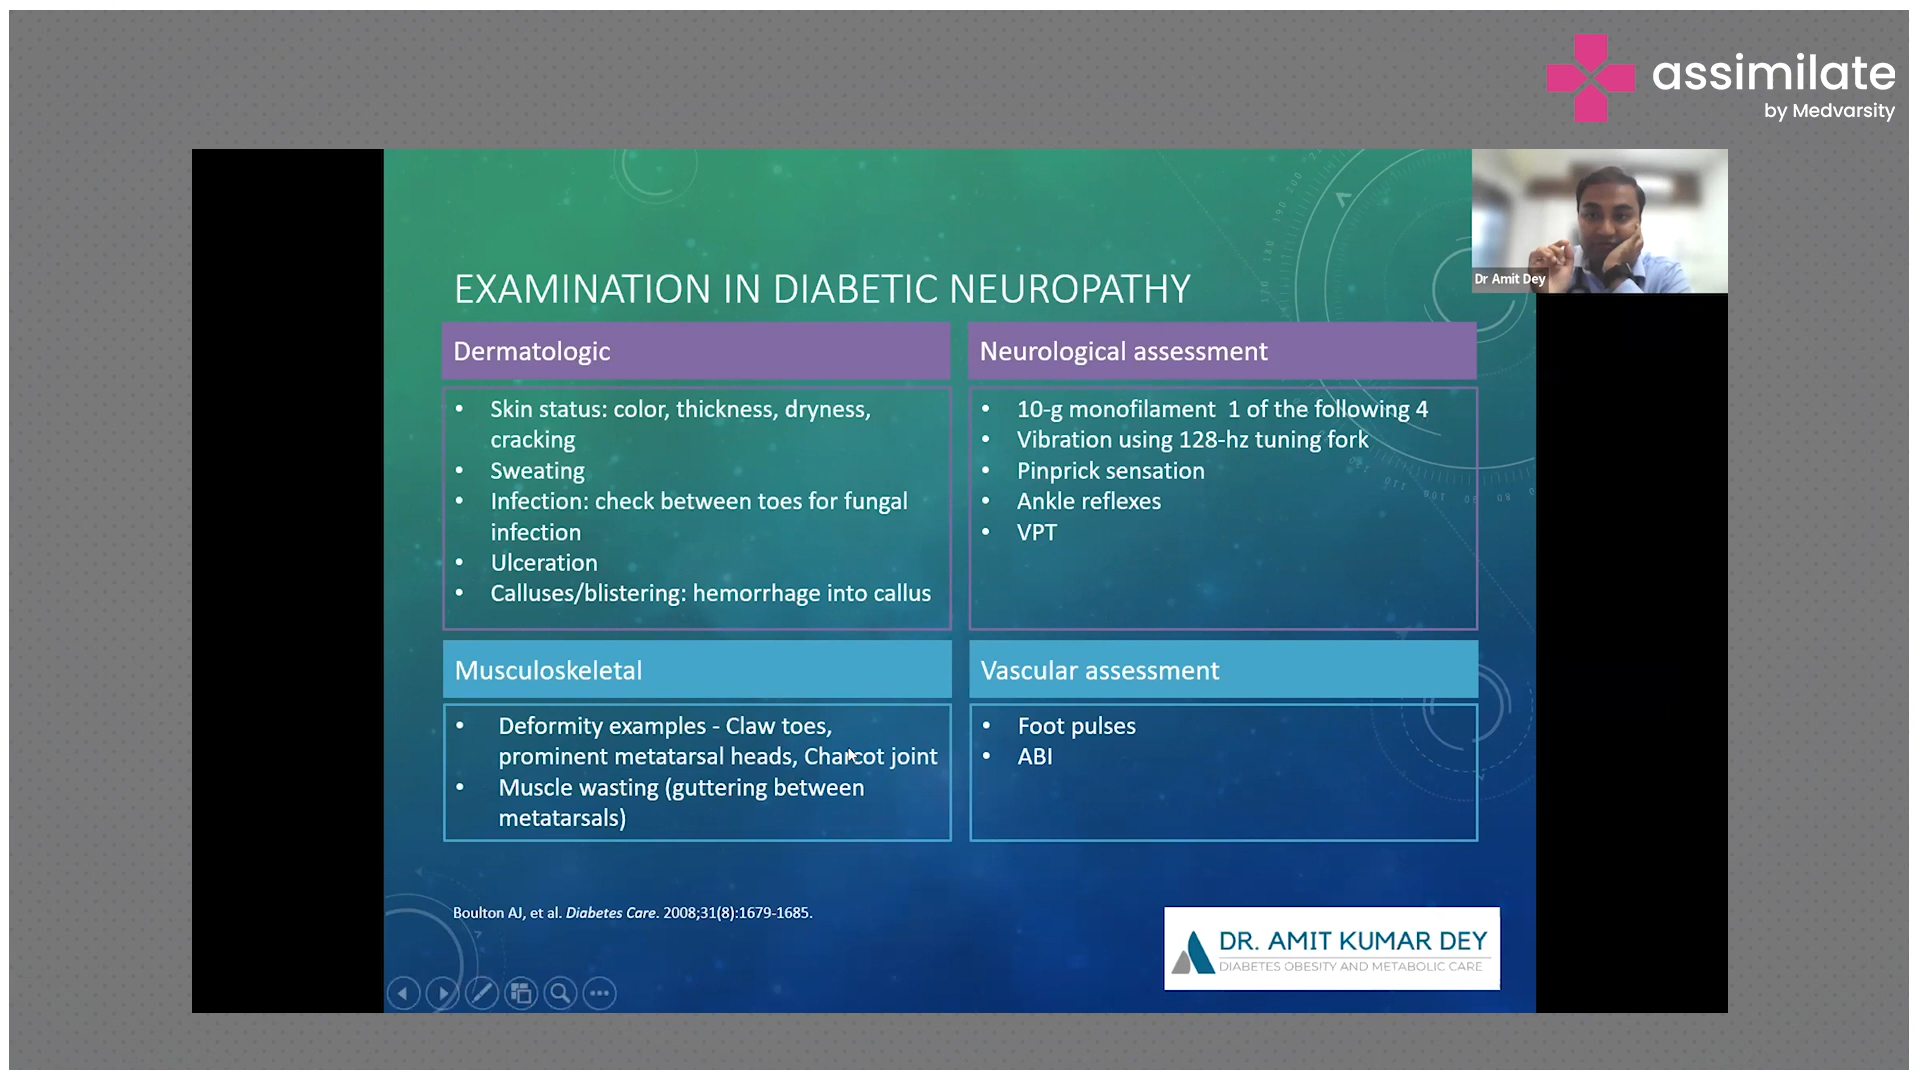 assimilate
by Medvarsity
Dr Amit Dey
EXAMINATION IN DIABETIC NEUROPATHY
Dermatologic
• Skin status: color, thickness, dryness,
cracking
• Sweating
• Infection: check between toes for fungal
infection
• Ulceration
• Calluses/blistering: hemorrhage into callus
Neurological assessment
• 10-g monofilament 1 of the following 4
• Vibration using 128-hz tuning fork
• Pinprick sensation
• Ankle reflexes
• VPT
Musculoskeletal
• Deformity examples - Claw toes,
prominent metatarsal heads, Charcot joint
• Muscle wasting (guttering between
metatarsals)
Vascular assessment
• Foot pulses
• ABI
Boulton AJ, et al. Diabetes Care. 2008;31(8):1679-1685.
DR. AMIT KUMAR DEY
DIABETES OBESITY AND METABOLIC CARE